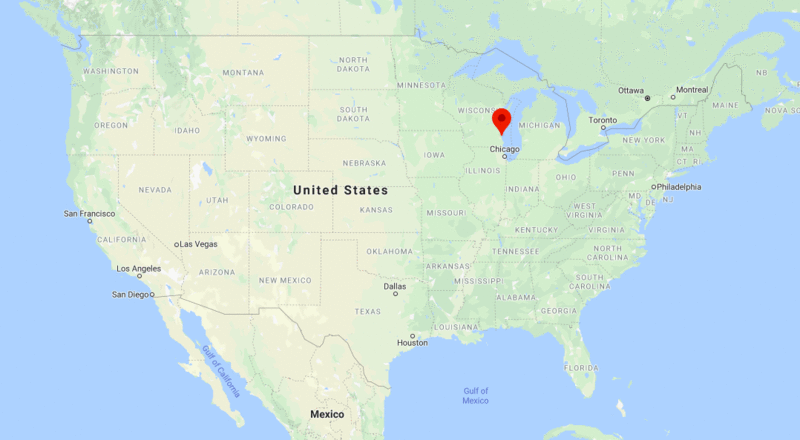 NORTH
DAKOTA
WASHINGTON
MONTANA
MINNESOTA
NB
Ottawa
Montreal
MAINE
SOUTH
DAKOTA
WISCONS
NOVA SC
OREGON
IDAHO
MICHIGAN
Toronto
VT
NH
WYOMING
NEW YORK
Chicago
MA
IOWA
CT
RI
NEBRASKA
ILLINOIS
OHIO
PENN
United States
NEVADA
INDIANA
Philadelphia
UTAH
COLORADO
MD
DE
NJ
San Francisco
KANSAS
MISSOURI
WEST
VIRGINIA
CALIFORNIA
Las Vegas
KENTUCKY
VIRGINIA
OKLAHOMA
TENNESSEE
NORTH
CAROLINA
Los Angeles
ARIZONA
NEW MEXICO
ARKANSAS
MISSISSIPPI
SOUTH
CAROLINA
San Diego
Dallas
ALABAMA
TEXAS
GEORGIA
LOUISIANA
Houston
FLORIDA
Gulf of
California
Gulf of
Mexico
Mexico